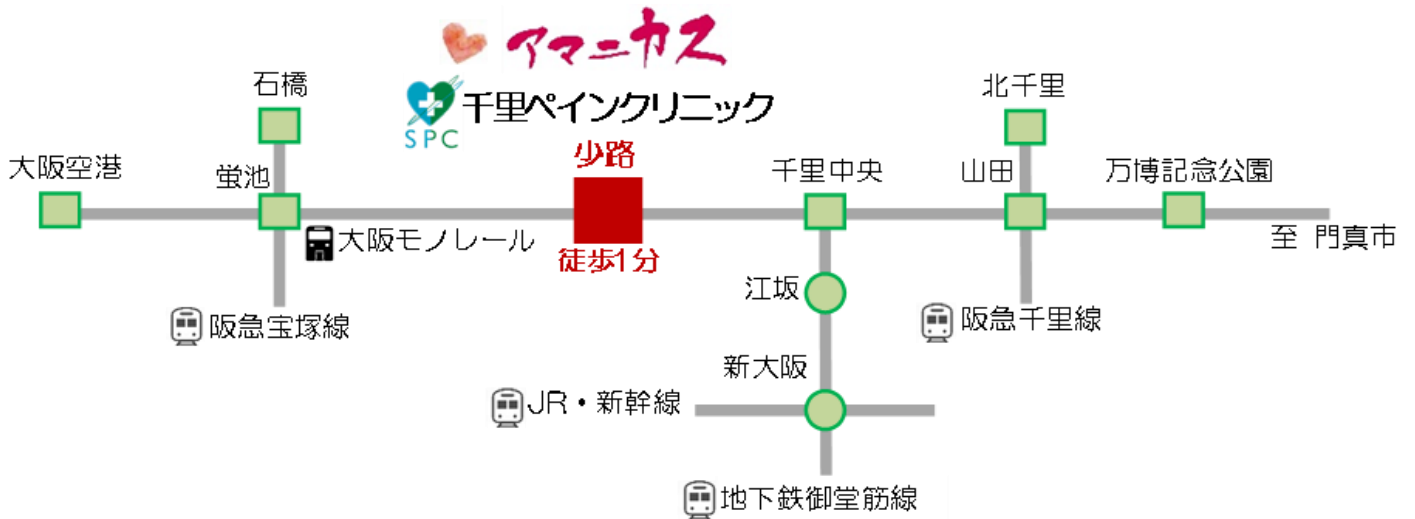 アマニカス
千里ペインクリニック
SPC
石橋
北千里
大阪空港
蛍池
少路
千里中央
山田
万博記念公園
大阪モノレール
徒歩1分
至 門真市
江坂
阪急宝塚線
阪急千里線
新大阪
JR・新幹線
地下鉄御堂筋線